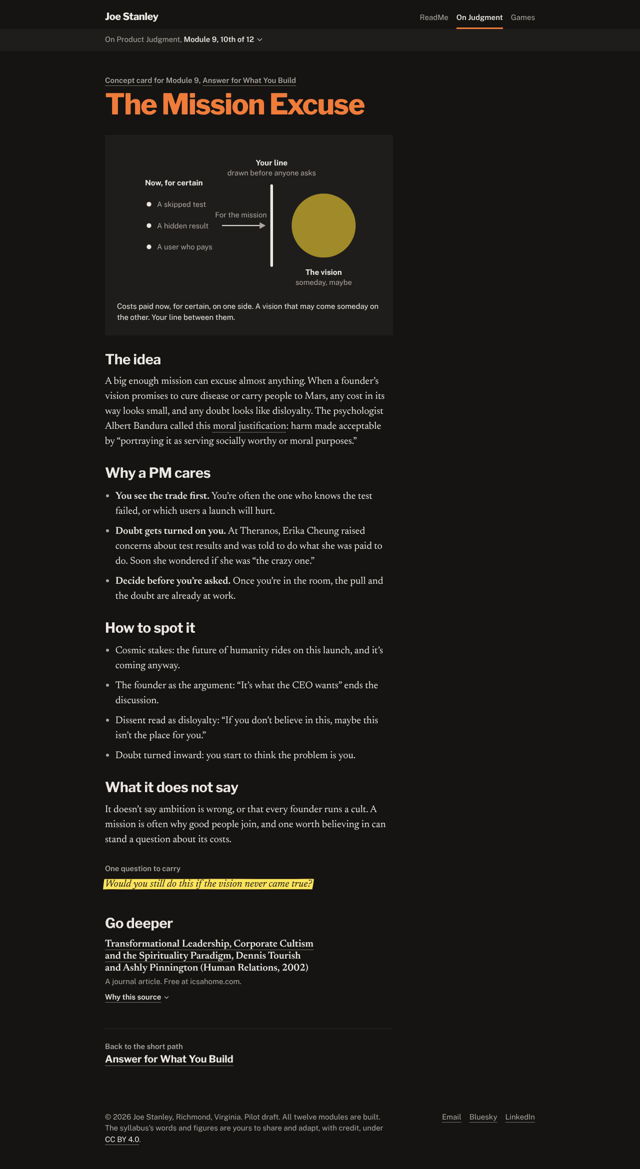 Joe Stanley
ReadMe
On Judgment
Games
On Product Judgment, Module 9, 10th of 12
Concept card for Module 9, Answer for What You Build
The Mission Excuse
Your line
drawn before anyone asks
Now, for certain
A skipped test
For the mission
A hidden result
A user who pays
The vision
someday, maybe
Costs paid now, for certain, on one side. A vision that may come someday on
the other. Your line between them.
The idea
A big enough mission can excuse almost anything. When a founder’s
vision promises to cure disease or carry people to Mars, any cost in its
way looks small, and any doubt looks like disloyalty. The psychologist
Albert Bandura called this moral justification: harm made acceptable
by “portraying it as serving socially worthy or moral purposes.”
Why a PM cares
• You see the trade first. You’re often the one who knows the test
failed, or which users a launch will hurt.
• Doubt gets turned on you. At Theranos, Erika Cheung raised
concerns about test results and was told to do what she was paid to
do. Soon she wondered if she was “the crazy one.”
• Decide before you’re asked. Once you’re in the room, the pull and
the doubt are already at work.
How to spot it
• Cosmic stakes: the future of humanity rides on this launch, and it’s
coming anyway.
• The founder as the argument: “It’s what the CEO wants” ends the
discussion.
• Dissent read as disloyalty: “If you don’t believe in this, maybe this
isn’t the place for you.”
• Doubt turned inward: you start to think the problem is you.
What it does not say
It doesn’t say ambition is wrong, or that every founder runs a cult. A
mission is often why good people join, and one worth believing in can
stand a question about its costs.
One question to carry
Would you still do this if the vision never came true?
Go deeper
Transformational Leadership, Corporate Cultism
and the Spirituality Paradigm, Dennis Tourish
and Ashly Pinnington (Human Relations, 2002)
A journal article. Free at icsahome.com.
Why this source
Back to the short path
Answer for What You Build
© 2026 Joe Stanley, Richmond, Virginia. Pilot draft. All twelve modules are built.
The syllabus’s words and figures are yours to share and adapt, with credit, under
CC BY 4.0.
Email
Bluesky
LinkedIn